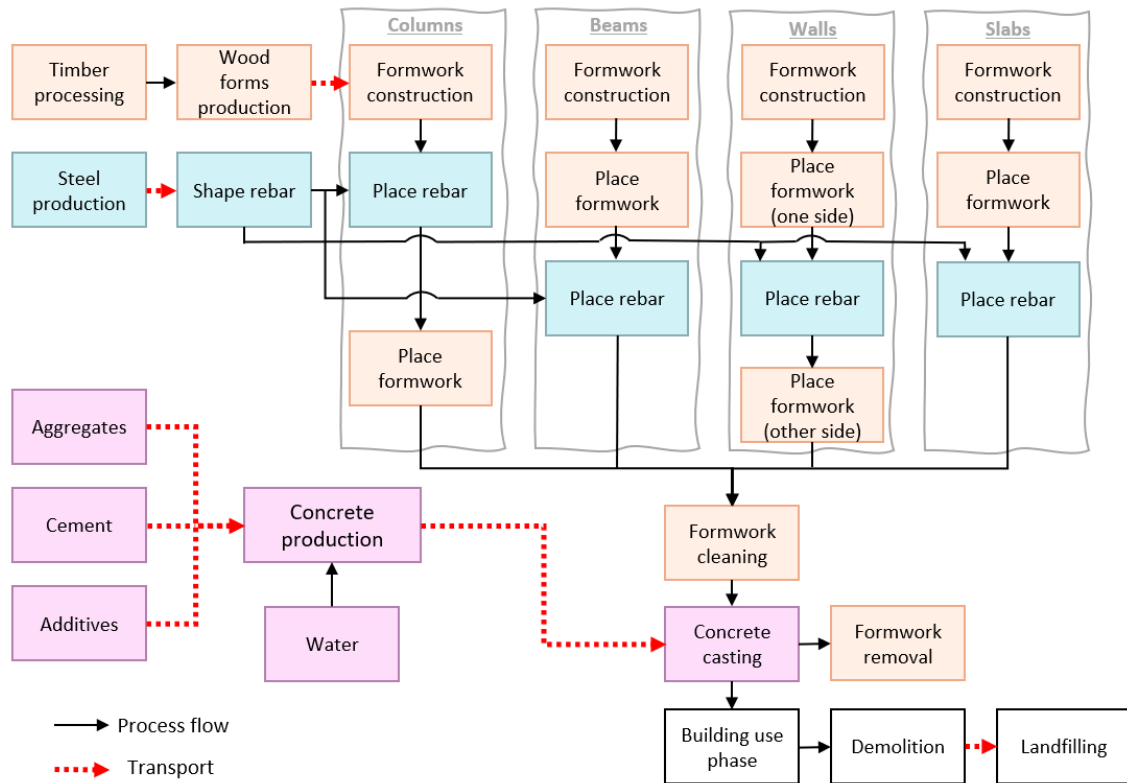 Columns
Beams
Walls
Slabs
Timber
processing
Wood
forms
production
Formwork
construction
Formwork
construction
Formwork
construction
Formwork
construction
Steel
production
Shape rebar
Place rebar
Place
formwork
Place
formwork
(one side)
Place
formwork
Place rebar
Place rebar
Place rebar
Place
formwork
Place
formwork
(other side)
Aggregates
Cement
Additives
Concrete
production
Water
Formwork
cleaning
Concrete
casting
Formwork
removal
Building use
phase
Demolition
Landfilling
Process flow
Transport